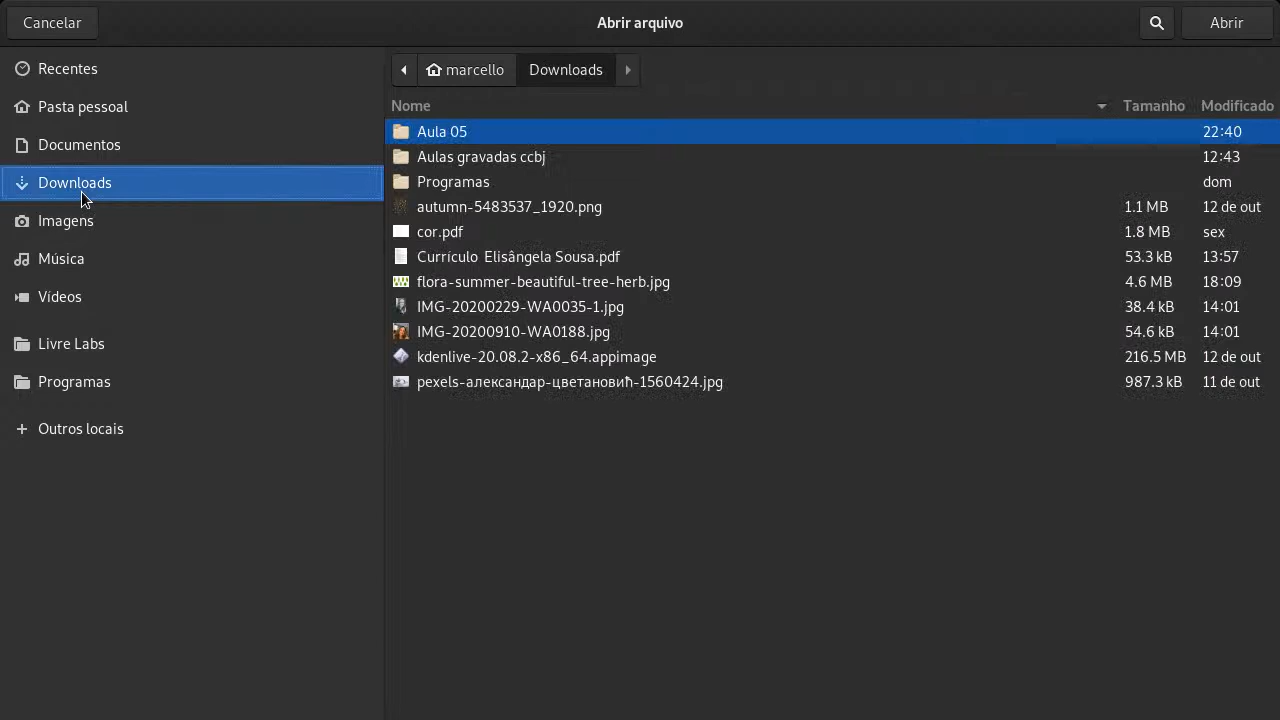 Cancelar
Abrir arquivo
Abrir
Recentes
Pasta pessoal
Documentos
Downloads
Imagens
Música
Vídeos
Livre Labs
Programas
Outros locais
marcello Downloads
Nome Tamanho Modificado
Aula 05 22:40
Aulas gravadas ccbj 12:43
Programas dom
autumn-5483537_1920.png 1.1 MB 12 de out
cor.pdf 1.8 MB sex
Currículo Elisângela Sousa.pdf 53.3 kB 13:57
flora-summer-beautiful-tree-herb.jpg 4.6 MB 18:09
IMG-20200229-WA0035-1.jpg 38.4 kB 14:01
IMG-20200910-WA0188.jpg 54.6 kB 14:01
kdenlive-20.08.2-x86_64.appimage 216.5 MB 12 de out
pexels-александар-цветановић-1560424.jpg 987.3 kB 11 de out